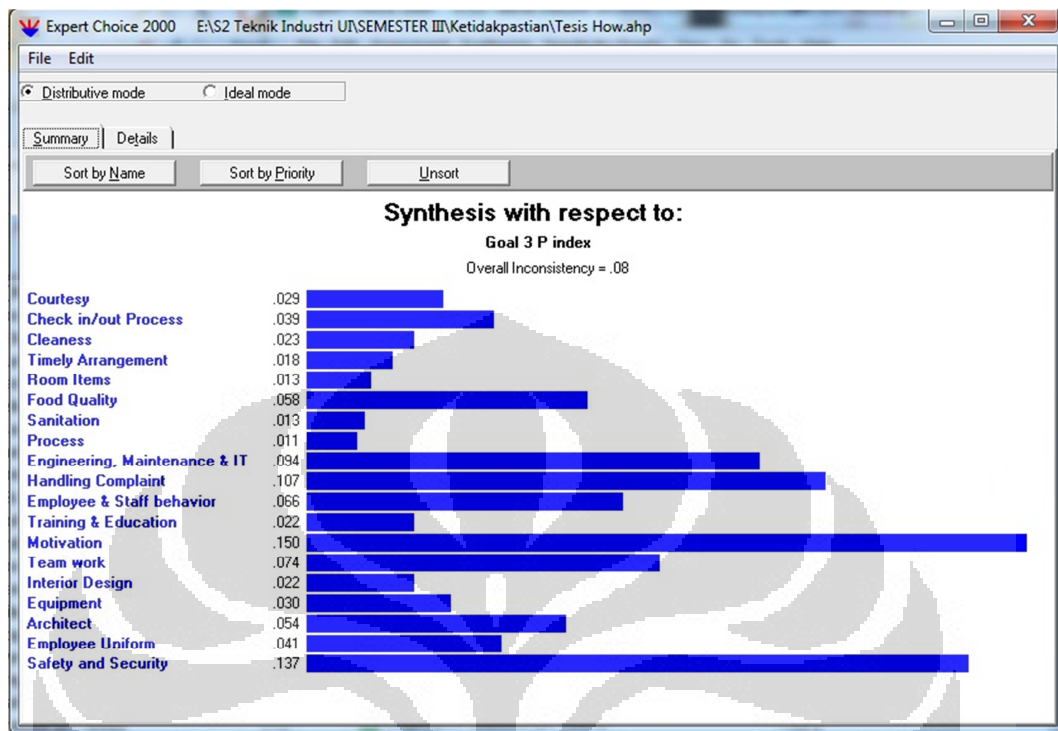 Expert Choice 2000 E:\S2 Teknik Industri UI\SEMESTER III\Ketidakpastian\Tesis How.ahp
File Edit
Distributive mode Ideal mode
Summary Details
Sort by Name Sort by Priority Unsort
Synthesis with respect to:
Goal 3 P index
Overall Inconsistency = .08
Courtesy .029
Check in/out Process .039
Cleaness .023
Timely Arrangement .018
Room Items .013
Food Quality .058
Sanitation .013
Process .011
Engineering, Maintenance & IT .094
Handling Complaint .107
Employee & Staff behavior .066
Training & Education .022
Motivation .150
Team work .074
Interior Design .022
Equipment .030
Architect .054
Employee Uniform .041
Safety and Security .137